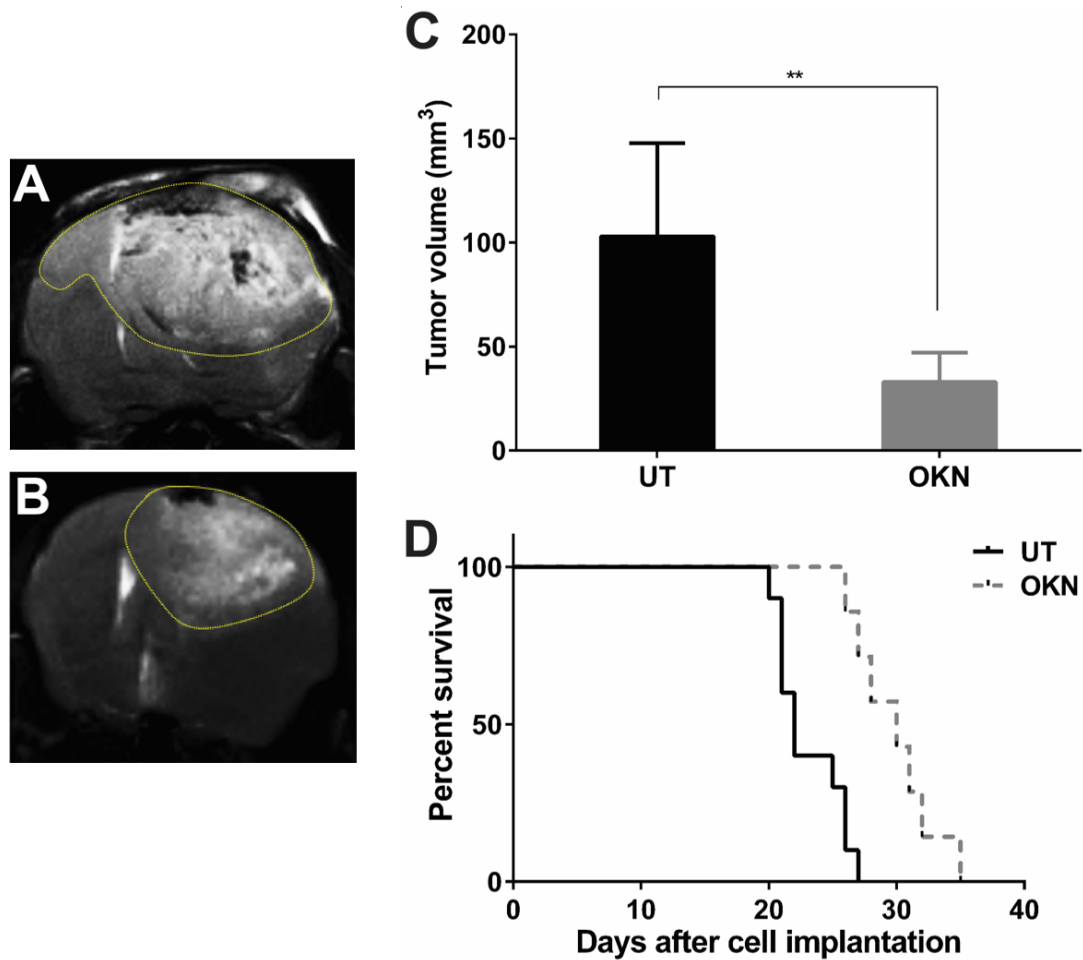 A
B
C
Tumor volume (mm³)
200
150
100
50
0
**
UT
OKN
D
Percent survival
100
50
0
UT
OKN
0 10 20 30 40
Days after cell implantation